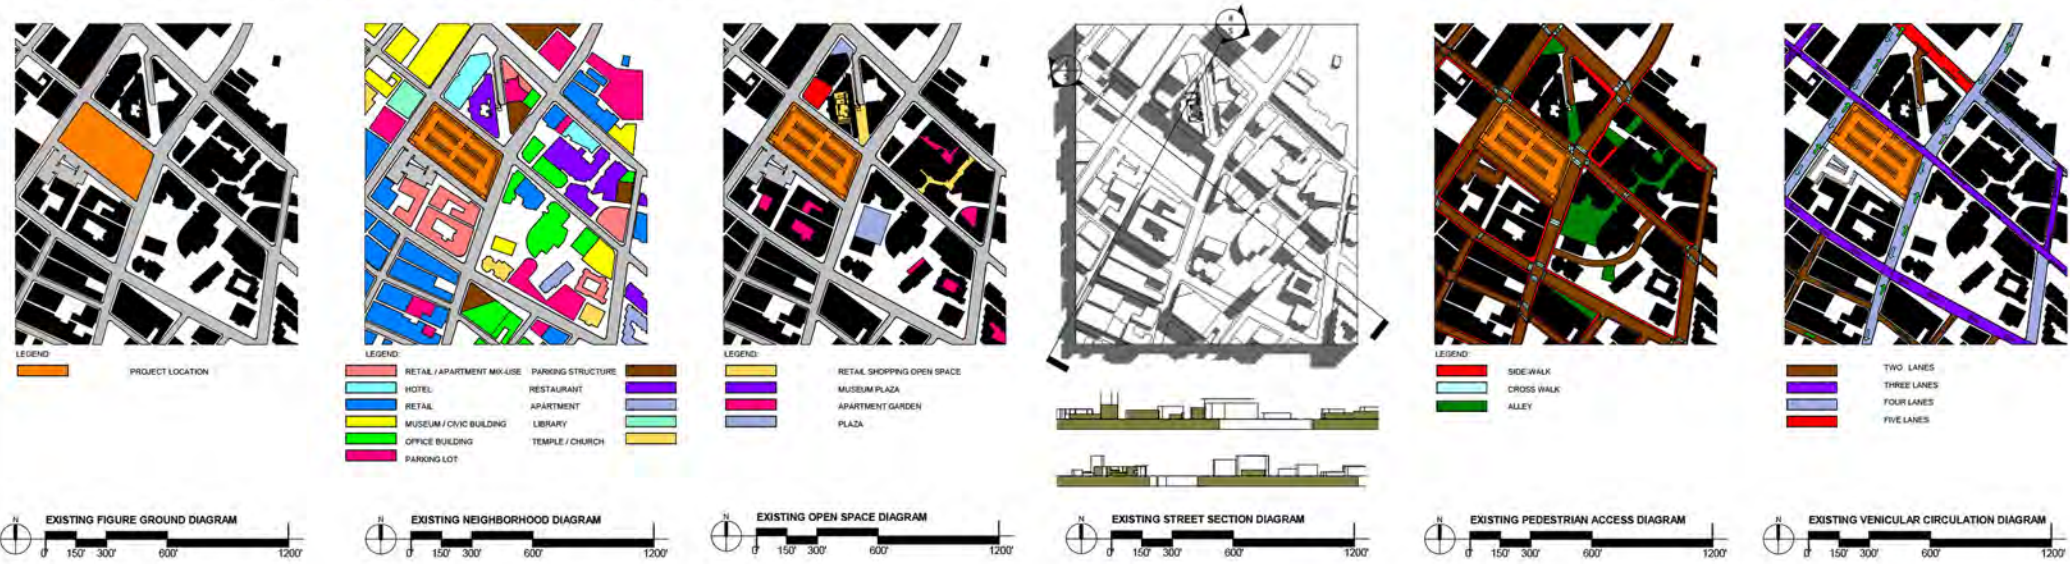 LEGEND:
PROJECT LOCATION
N
EXISTING FIGURE GROUND DIAGRAM
0' 150' 300' 600' 1200'
LEGEND:
RETAIL / APARTMENT MIX-USE
HOTEL
RETAIL
MUSEUM / CIVIC BUILDING
OFFICE BUILDING
PARKING LOT
PARKING STRUCTURE
RESTAURANT
APARTMENT
LIBRARY
TEMPLE / CHURCH
N
EXISTING NEIGHBORHOOD DIAGRAM
0' 150' 300' 600' 1200'
LEGEND:
RETAIL SHOPPING OPEN SPACE
MUSEUM PLAZA
APARTMENT GARDEN
PLAZA
N
EXISTING OPEN SPACE DIAGRAM
0' 150' 300' 600' 1200'
N
EXISTING STREET SECTION DIAGRAM
0' 150' 300' 600' 1200'
LEGEND:
SIDE-WALK
CROSS WALK
ALLEY
N
EXISTING PEDESTRIAN ACCESS DIAGRAM
0' 150' 300' 600' 1200'
TWO LANES
THREE LANES
FOUR LANES
FIVE LANES
N
EXISTING VENICULAR CIRCULATION DIAGRAM
0' 150' 300' 600' 1200'